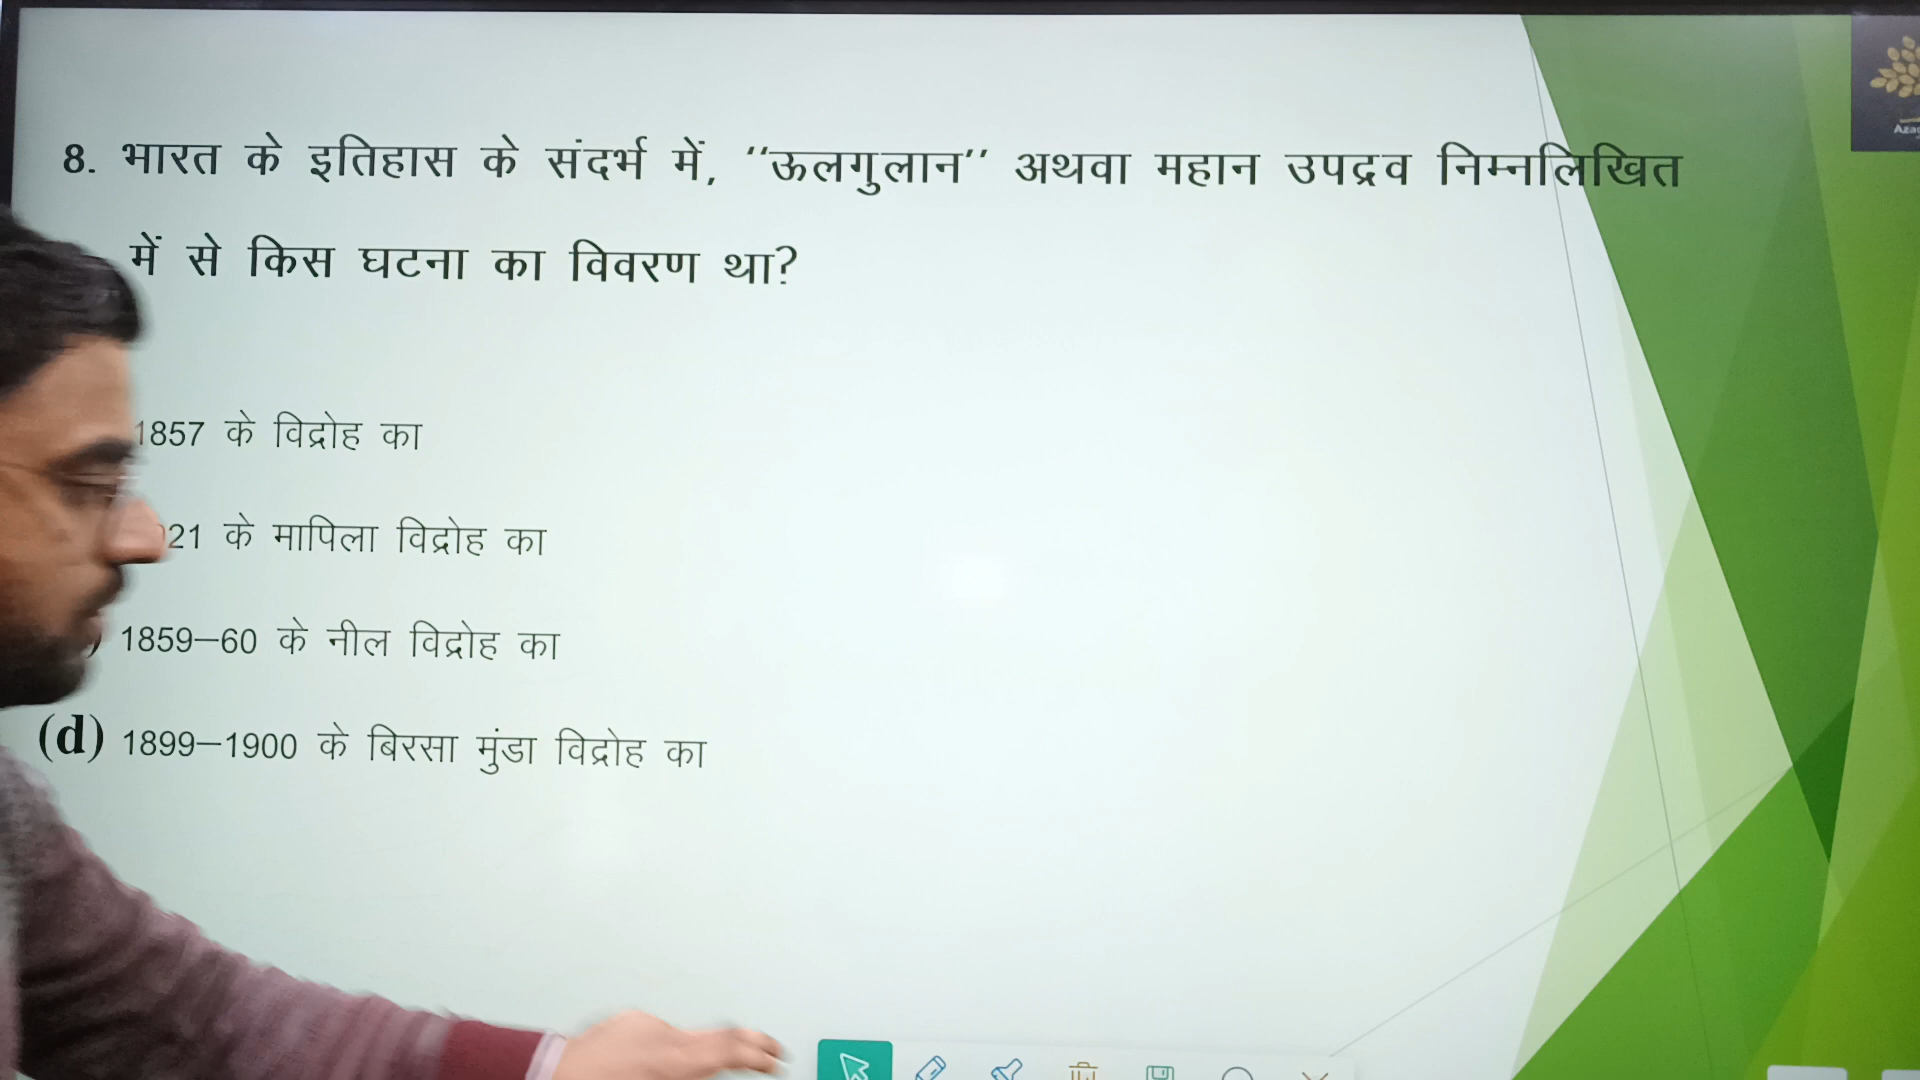 8. भारत के इतिहास के संदर्भ में, ‘‘ऊलगुलान’’ अथवा महान उपद्रव निम्नलिखित
में से किस घटना का विवरण था?
1857 के विद्रोह का
21 के मापिला विद्रोह का
) 1859–60 के नील विद्रोह का
(d) 1899–1900 के बिरसा मुंडा विद्रोह का